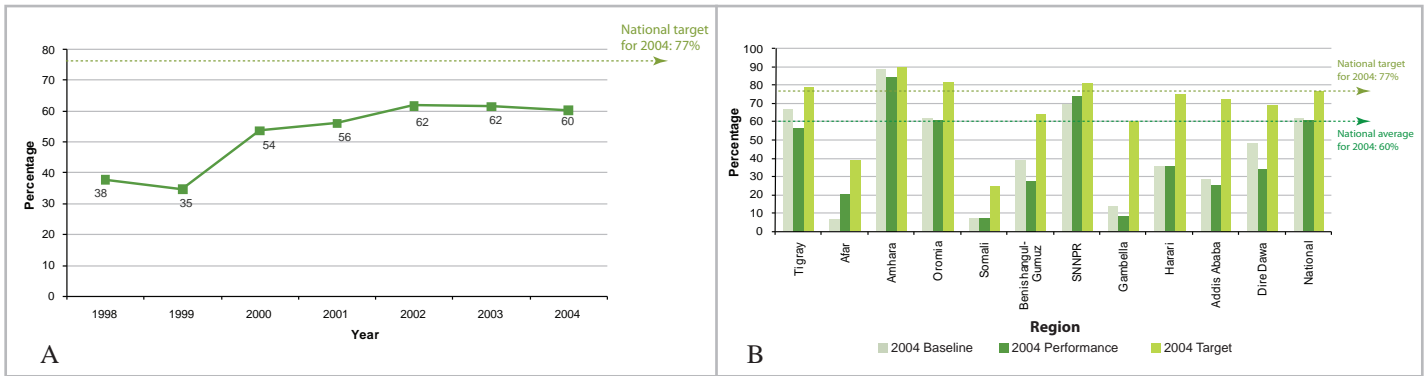 National target
for 2004: 77%
80
70
60
50
40
30
20
10
0
Percentage
38
35
54
56
62
62
60
1998
1999
2000
2001
2002
2003
2004
Year
A
100
90
80
70
60
50
40
30
20
10
0
Percentage
National target
for 2004: 77%
National average
for 2004: 60%
Tigray
Afar
Amhara
Oromia
Somali
Benishangul-
Gumuz
SNNPR
Gambella
Harari
Addis Ababa
Dire Dawa
National
Region
2004 Baseline
2004 Performance
2004 Target
B